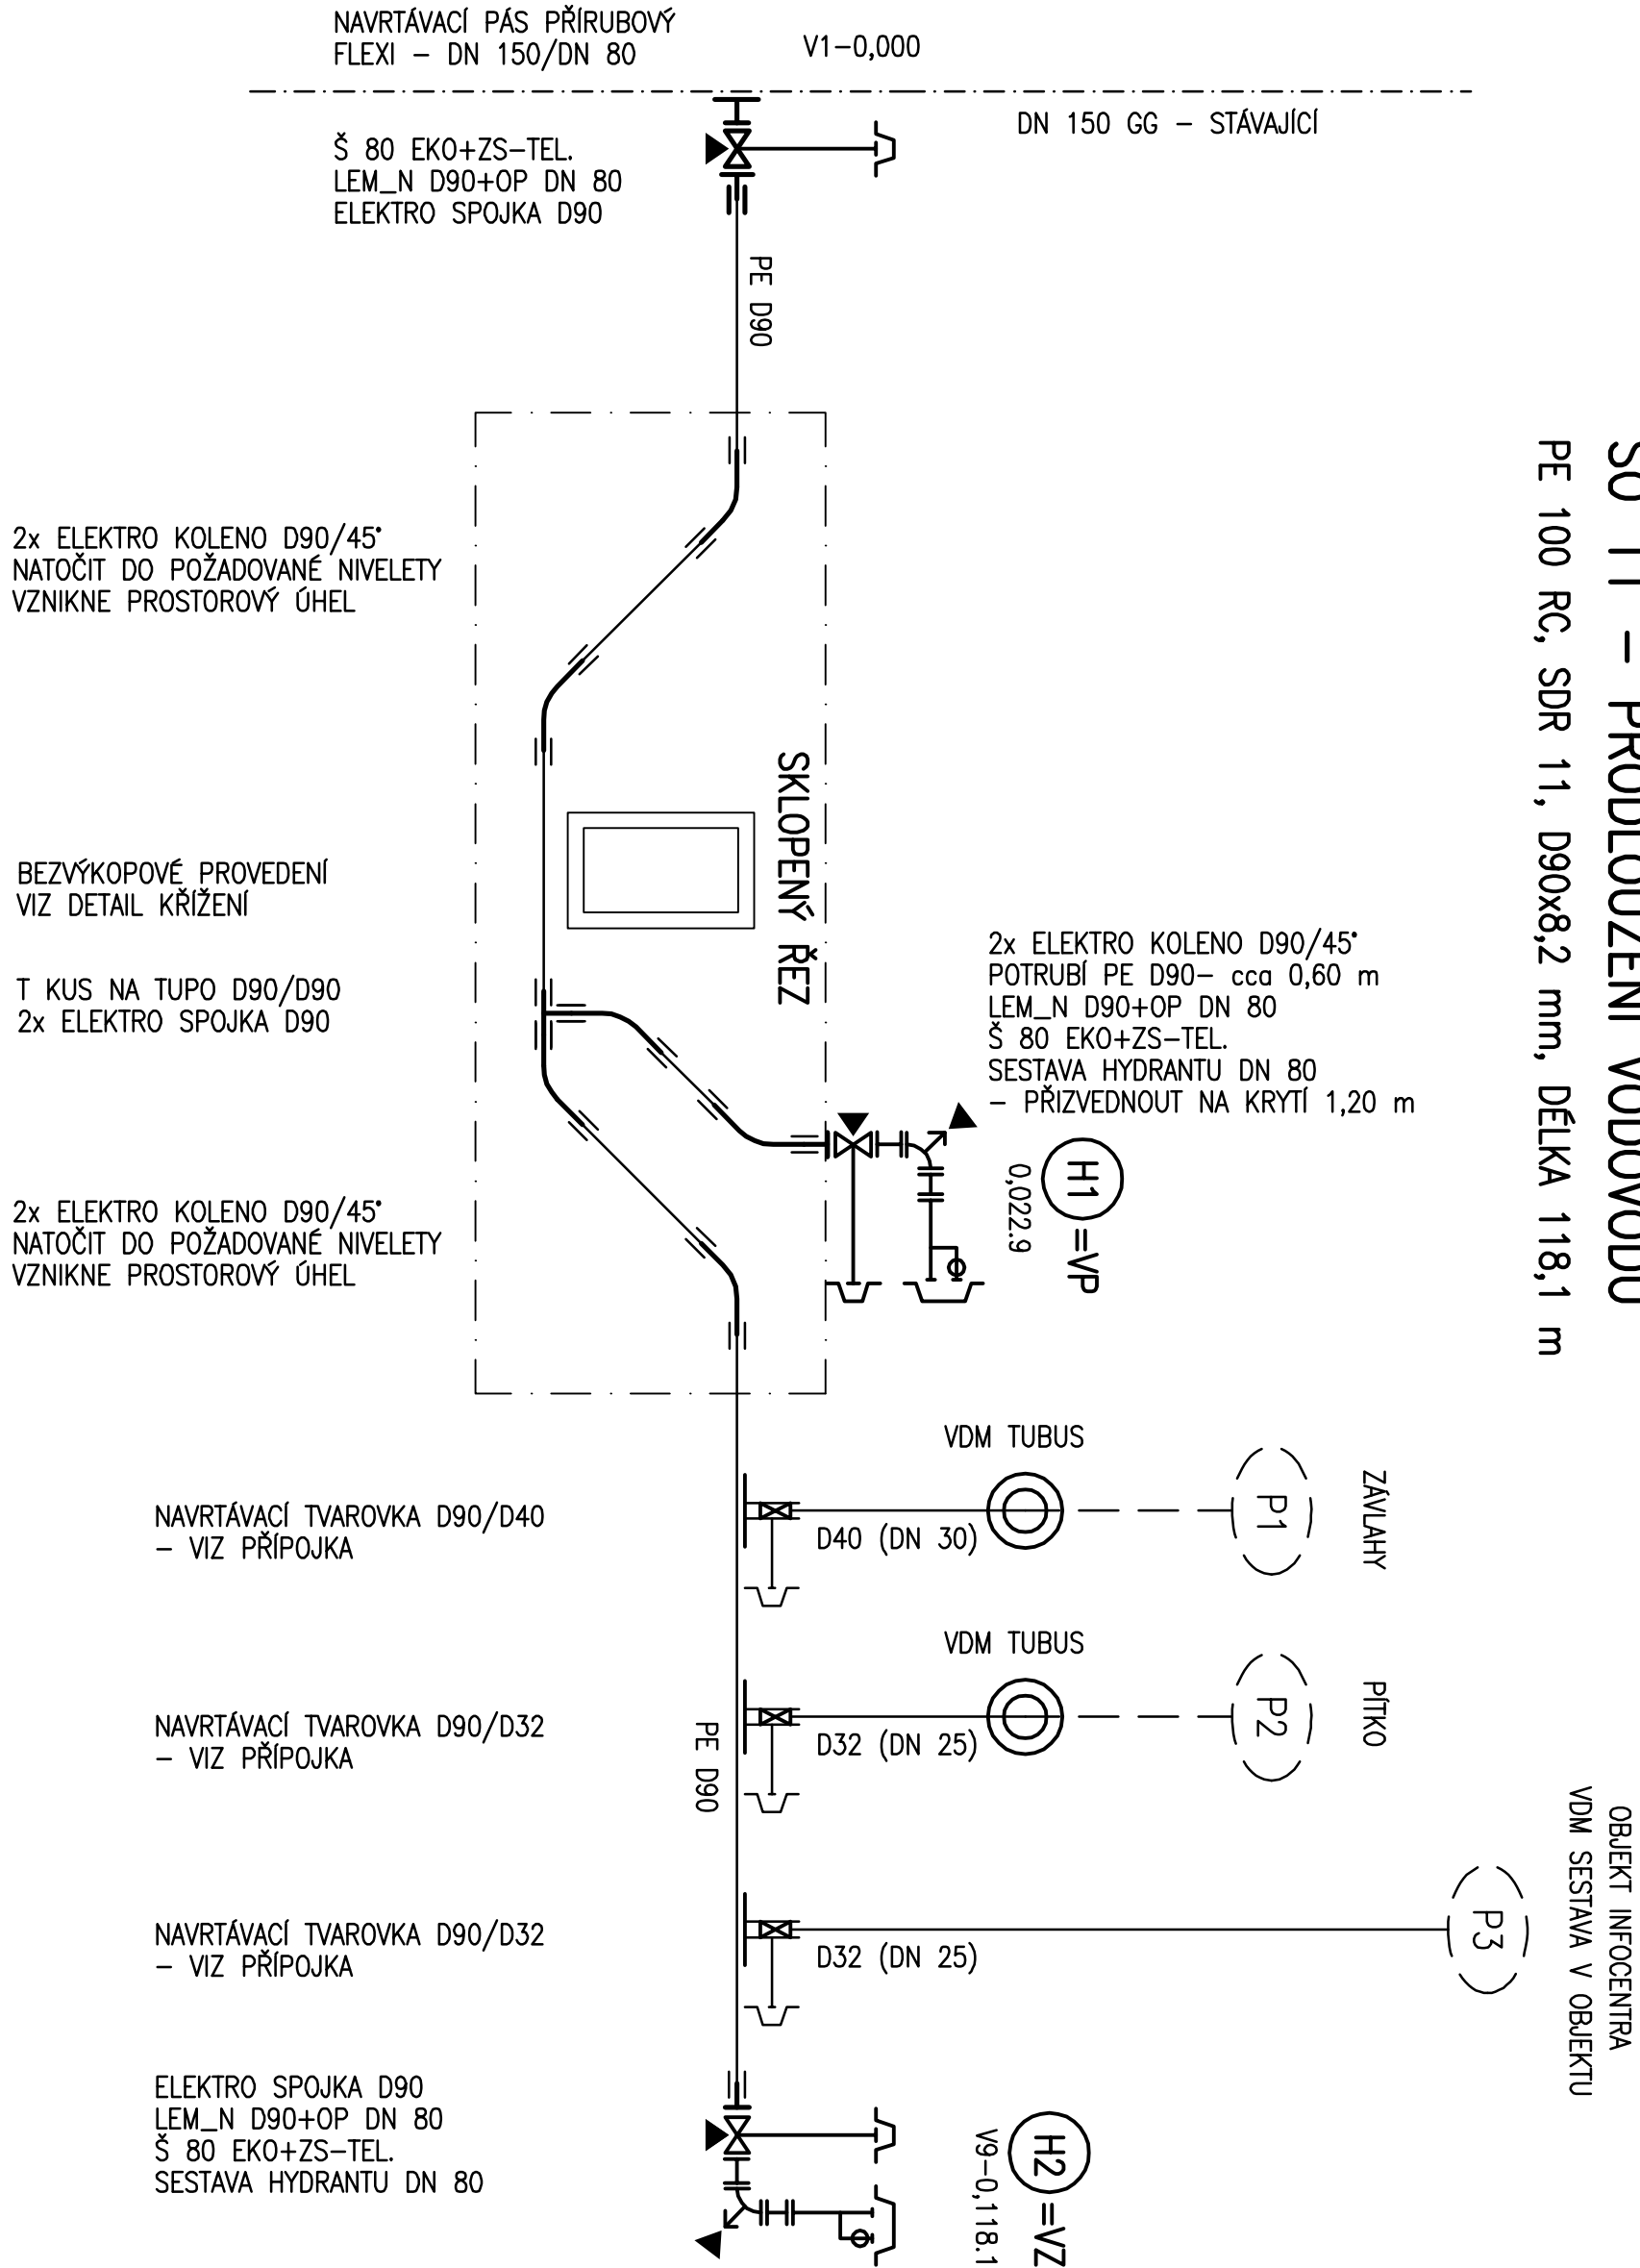 NAVRTÁVACÍ PÁS PŘÍRUBOVÝ
FLEXI – DN 150/DN 80
V1–0,000
DN 150 GG – STÁVAJÍCÍ
Š 80 EKO+ZS–TEL.
LEM_N D90+OP DN 80
ELEKTRO SPOJKA D90
PE D90
PRODLOUŽENÍ VODOVODU
PE 100 RC, SDR 11, D90x8,2 mm, DÉLKA 118,1 m
2x ELEKTRO KOLENO D90/45°
NATOČIT DO POŽADOVANÉ NIVELETY
VZNIKNE PROSTOROVÝ ÚHEL
SKLOPENÝ ŘEZ
BEZVÝKOPOVÉ PROVEDENÍ
VIZ DETAIL KŘÍŽENÍ
T KUS NA TUPO D90/D90
2x ELEKTRO SPOJKA D90
2x ELEKTRO KOLENO D90/45°
POTRUBÍ PE D90– cca 0,60 m
LEM_N D90+OP DN 80
Š 80 EKO+ZS–TEL.
SESTAVA HYDRANTU DN 80
– PŘIZVEDNOUT NA KRYTÍ 1,20 m
H1 =VP
0,022.9
2x ELEKTRO KOLENO D90/45°
NATOČIT DO POŽADOVANÉ NIVELETY
VZNIKNE PROSTOROVÝ ÚHEL
VDM TUBUS
NAVRTÁVACÍ TVAROVKA D90/D40
– VIZ PŘÍPOJKA
D40 (DN 30)
P1
ZÁVLAHY
VDM TUBUS
NAVRTÁVACÍ TVAROVKA D90/D32
– VIZ PŘÍPOJKA
PE D90
D32 (DN 25)
P2
PÍTKO
NAVRTÁVACÍ TVAROVKA D90/D32
– VIZ PŘÍPOJKA
D32 (DN 25)
P3
OBJEKT INFOCENTRA
VDM SESTAVA V OBJEKTU
ELEKTRO SPOJKA D90
LEM_N D90+OP DN 80
Š 80 EKO+ZS–TEL.
SESTAVA HYDRANTU DN 80
H2 =VZ
V9–0,118.1